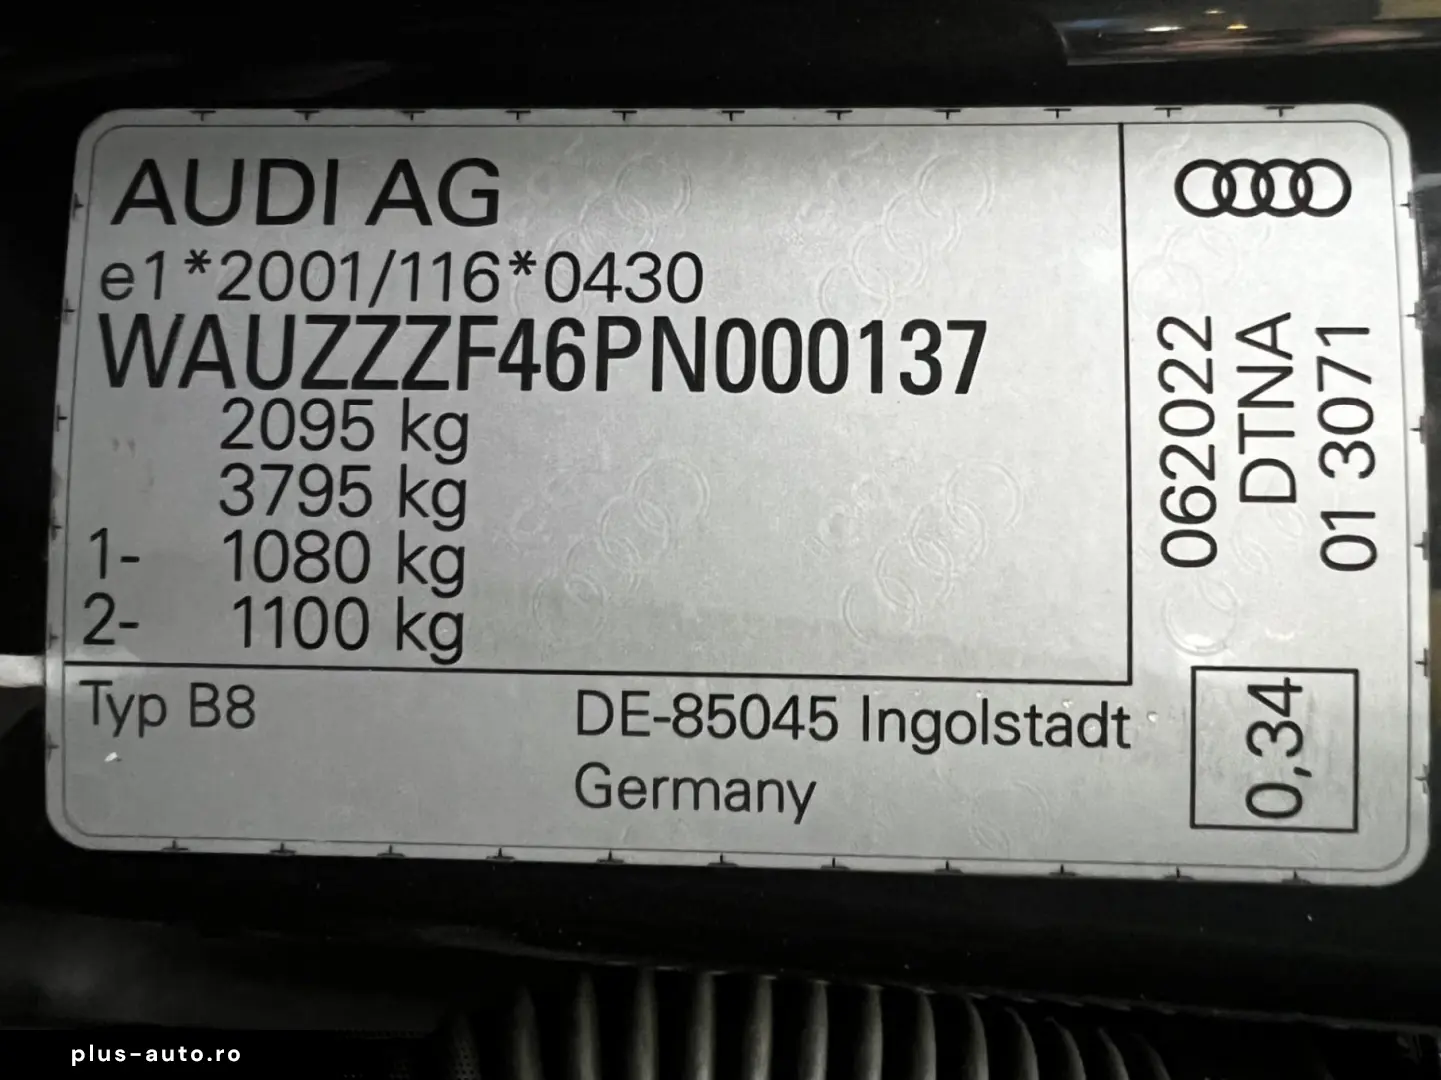 AUDI AG
e1*2001/116*0430
WAUZZZF46PN000137
2095 kg
3795 kg
1- 1080 kg
2- 1100 kg
Typ B8
DE-85045 Ingolstadt
Germany
062022
DTNA
01 3071
0,34
plus-auto.ro